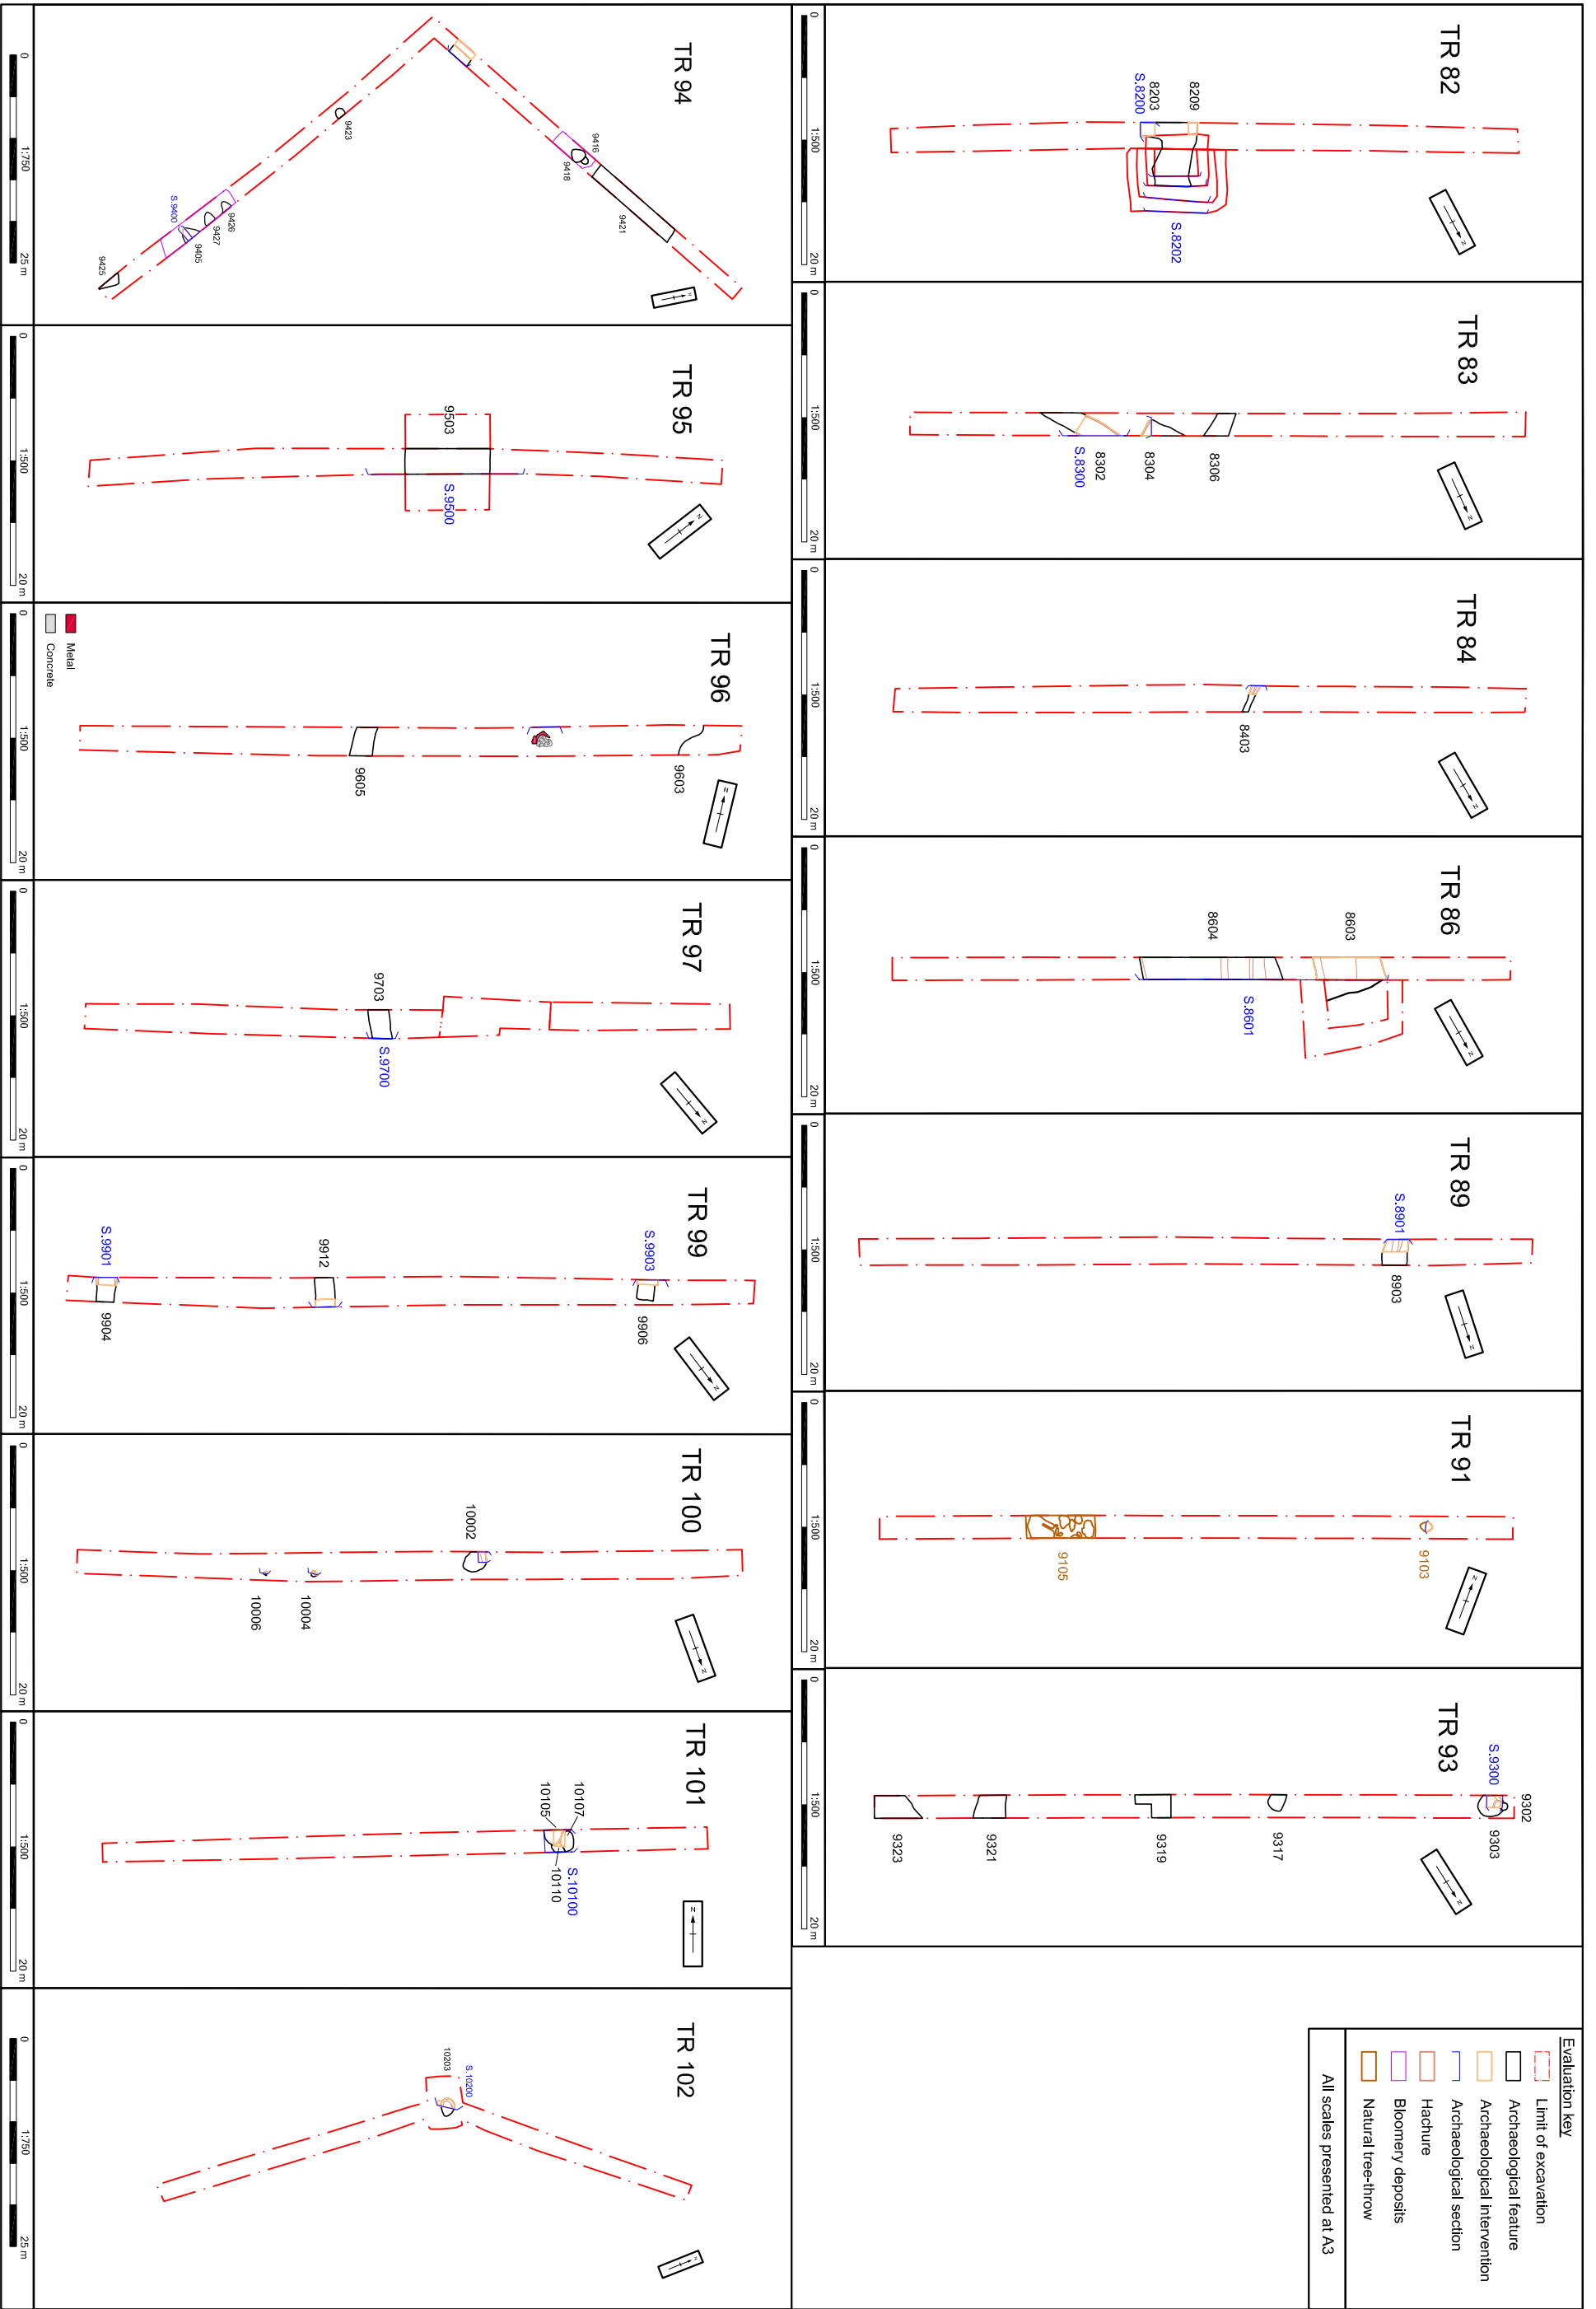 TR 82
8209
8203
S.8200
S.8202
N
0
1:500
20 m
TR 83
8306
8304
8302
S.8300
N
0
1:500
20 m
TR 84
8403
N
0
1:500
20 m
TR 86
8603
8604
S.8601
N
0
1:500
20 m
TR 89
S.8901
8903
N
0
1:500
20 m
TR 91
9103
9105
N
0
1:500
20 m
TR 93
S.9300
9302
9303
9317
9319
9321
9323
N
0
1:500
20 m
Evaluation key
Limit of excavation
Archaeological feature
Archaeological intervention
Archaeological section
Hachure
Bloomery deposits
Natural tree-throw
All scales presented at A3
TR 94
9416
9418
9421
9423
9426
9427
9405
S.9400
9425
N
0
1:750
25 m
TR 95
9503
S.9500
N
0
1:500
20 m
TR 96
9603
9605
N
Metal
Concrete
0
1:500
20 m
TR 97
9703
S.9700
N
0
1:500
20 m
TR 99
S.9903
9906
9912
S.9901
9904
N
0
1:500
20 m
TR 100
10002
10004
10006
N
0
1:500
20 m
TR 101
10107
10105
S.10100
10110
N
0
1:500
20 m
TR 102
S.10200
10203
N
0
1:750
25 m